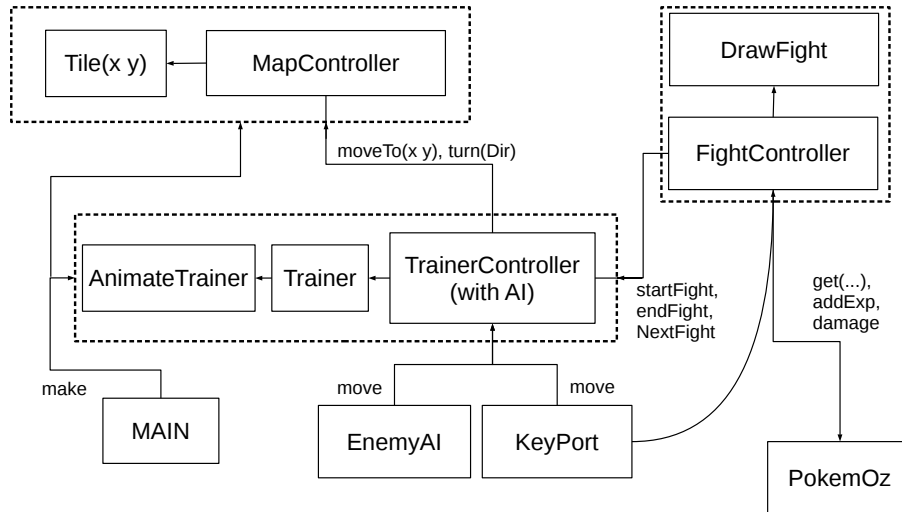 Tile(x y)
MapController
DrawFight
FightController
moveTo(x y), turn(Dir)
AnimateTrainer
Trainer
TrainerController
(with AI)
startFight,
endFight,
NextFight
get(...),
addExp,
damage
make
move
move
MAIN
EnemyAI
KeyPort
PokemOz